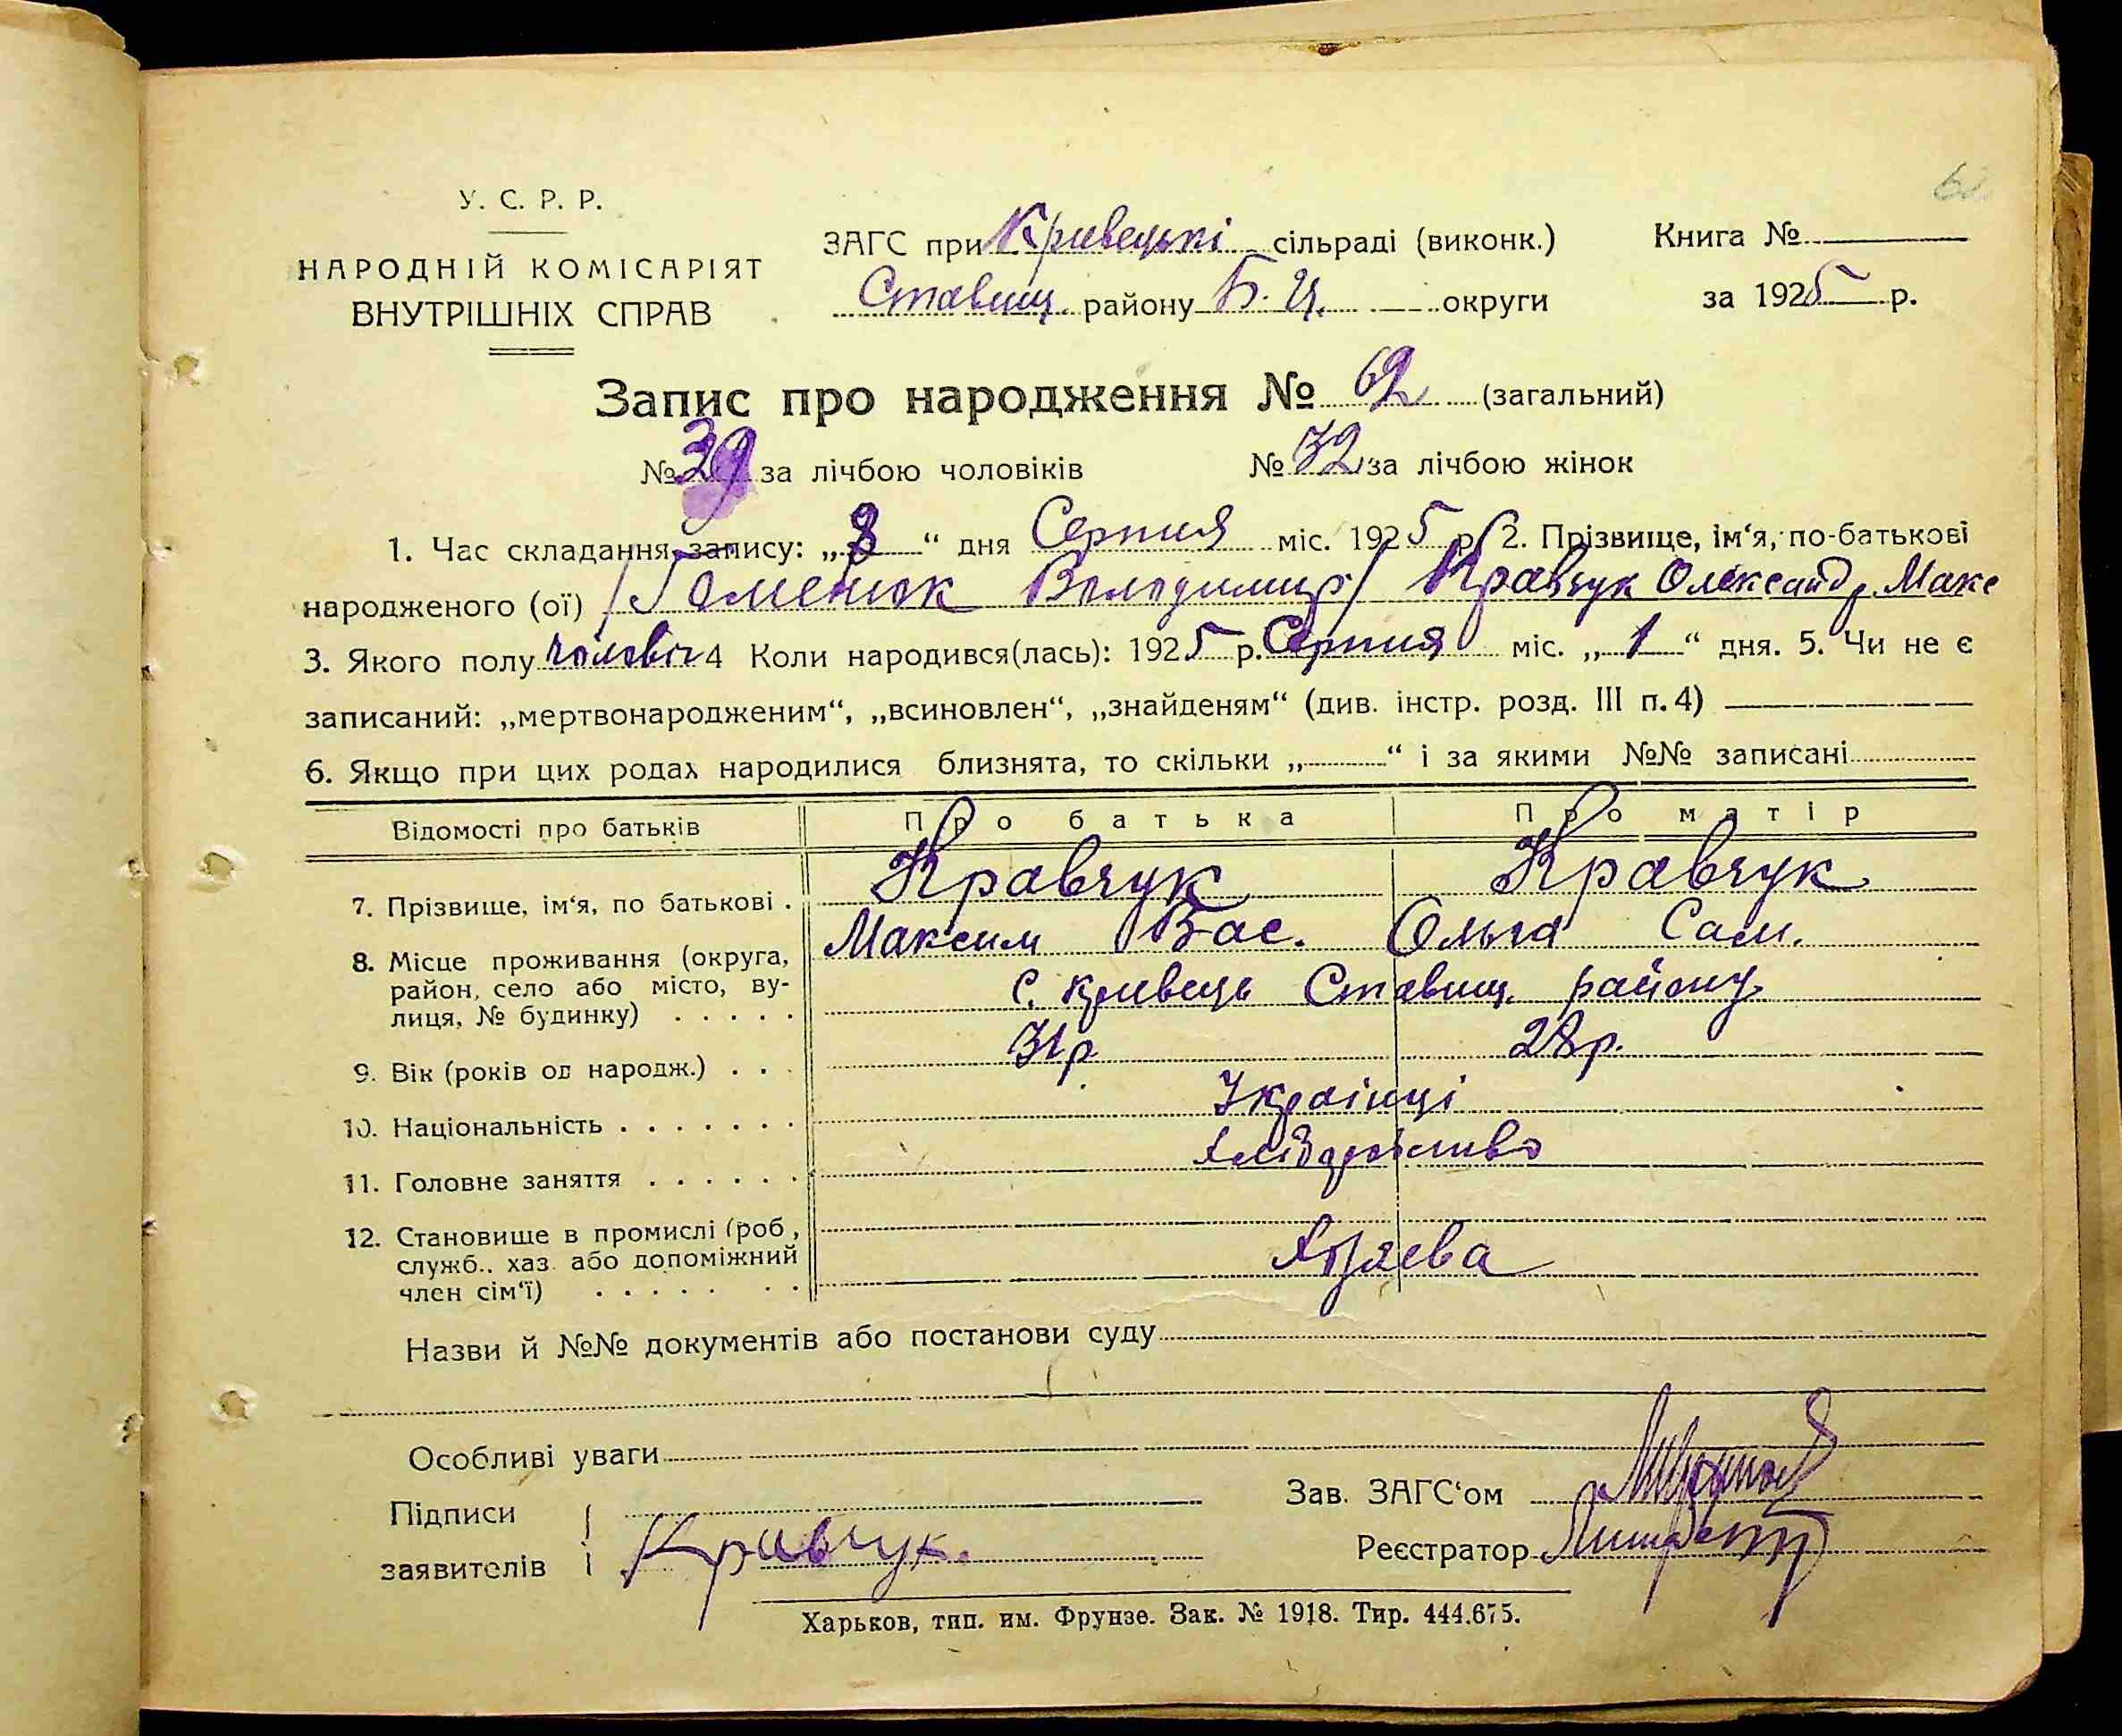 У. С. Р. Р.
НАРОДНІЙ КОМІСАРІЯТ
ВНУТРІШНІХ СПРАВ
ЗАГС при Кривецькі сільраді (виконк.)
Ставищ. району Б. Ц. округи
Книга №
за 1925 р.
Запис про народження № 62 (загальний)
№ за лічбою чоловіків № 32 за лічбою жінок
1. Час складання запису: „ “ дня Серпня міс. 1925 р. 2. Прізвище, ім‘я, по-батькові
народженого (ої) Володимир) Кравчук Олександр Макс
3. Якого полу чоловіч 4 Коли народився(лась): 1925 р. Серпня міс. „1“ дня. 5. Чи не є
записаний: „мертвонародженим“, „всиновлен“, „знайденям“ (див. інстр. розд. III п. 4)
6. Якщо при цих родах народилися близнята, то скільки „ “ і за якими №№ записані
Відомості про батьків Про батька Про матір
7. Прізвище, ім‘я, по батькові . Кравчук Кравчук
Максим Вас. Ольга Сам.
8. Місце проживання (округа,
район, село або місто, ву-
лиця, № будинку) . . . . . с. Кривець Ставищ. району
9. Вік (років од народж.) . . . 31р 28р.
10. Національність . . . . . . . Українці
11. Головне заняття . . . . . . Хліборобство
12. Становище в промислі (роб,
служб., хаз. або допоміжний
член сім‘ї) . . . . . . . Хазяєва
Назви й №№ документів або постанови суду
Особливі уваги
Підписи
заявителів Кравчук.
Зав. ЗАГС‘ом
Реєстратор
Харьков, тип. им. Фрунзе. Зак. № 1918. Тир. 444.675.